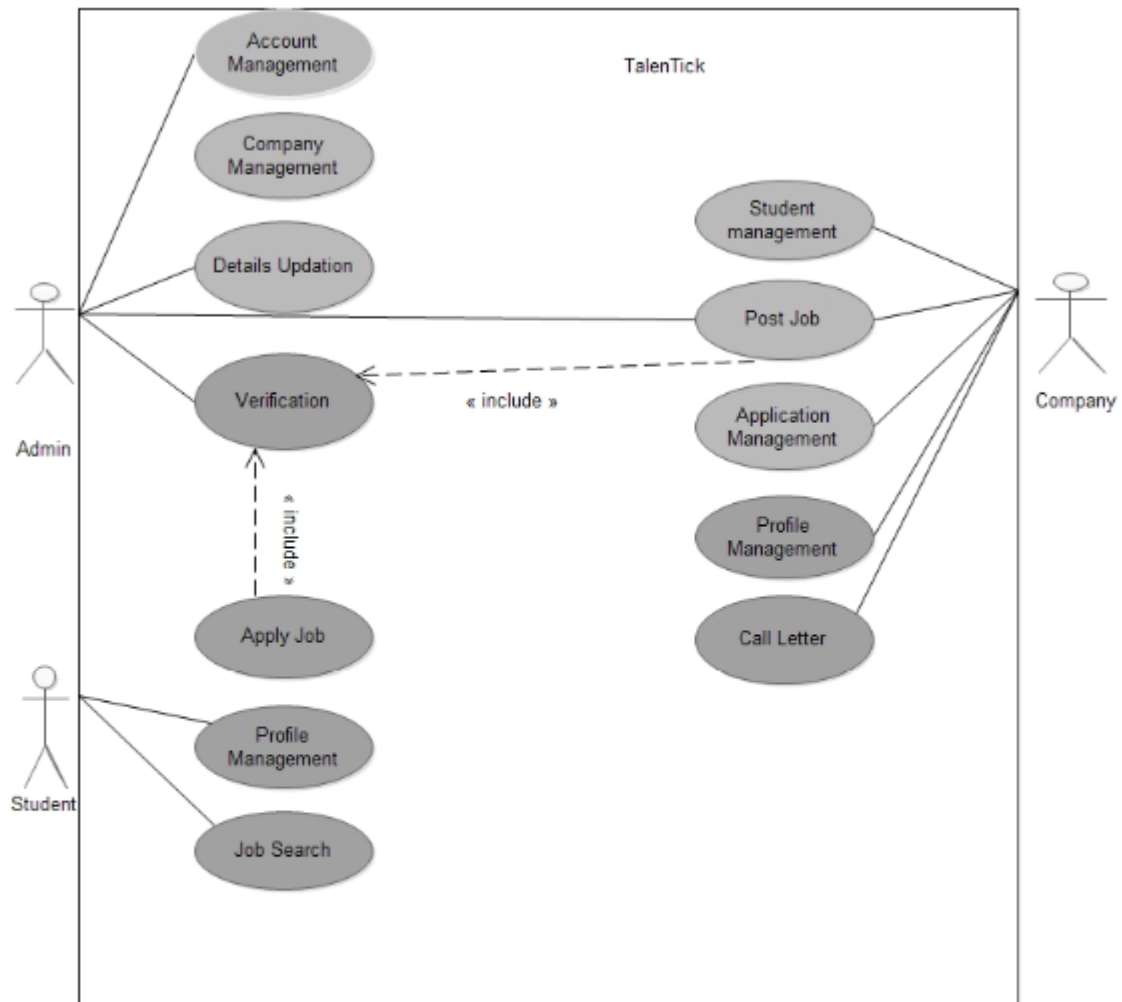 Account
Management
TalenTick
Company
Management
Student
management
Details Updation
Post Job
Verification
« include »
Company
Application
Management
Admin
« include »
Profile
Management
Apply Job
Call Letter
Profile
Management
Student
Job Search